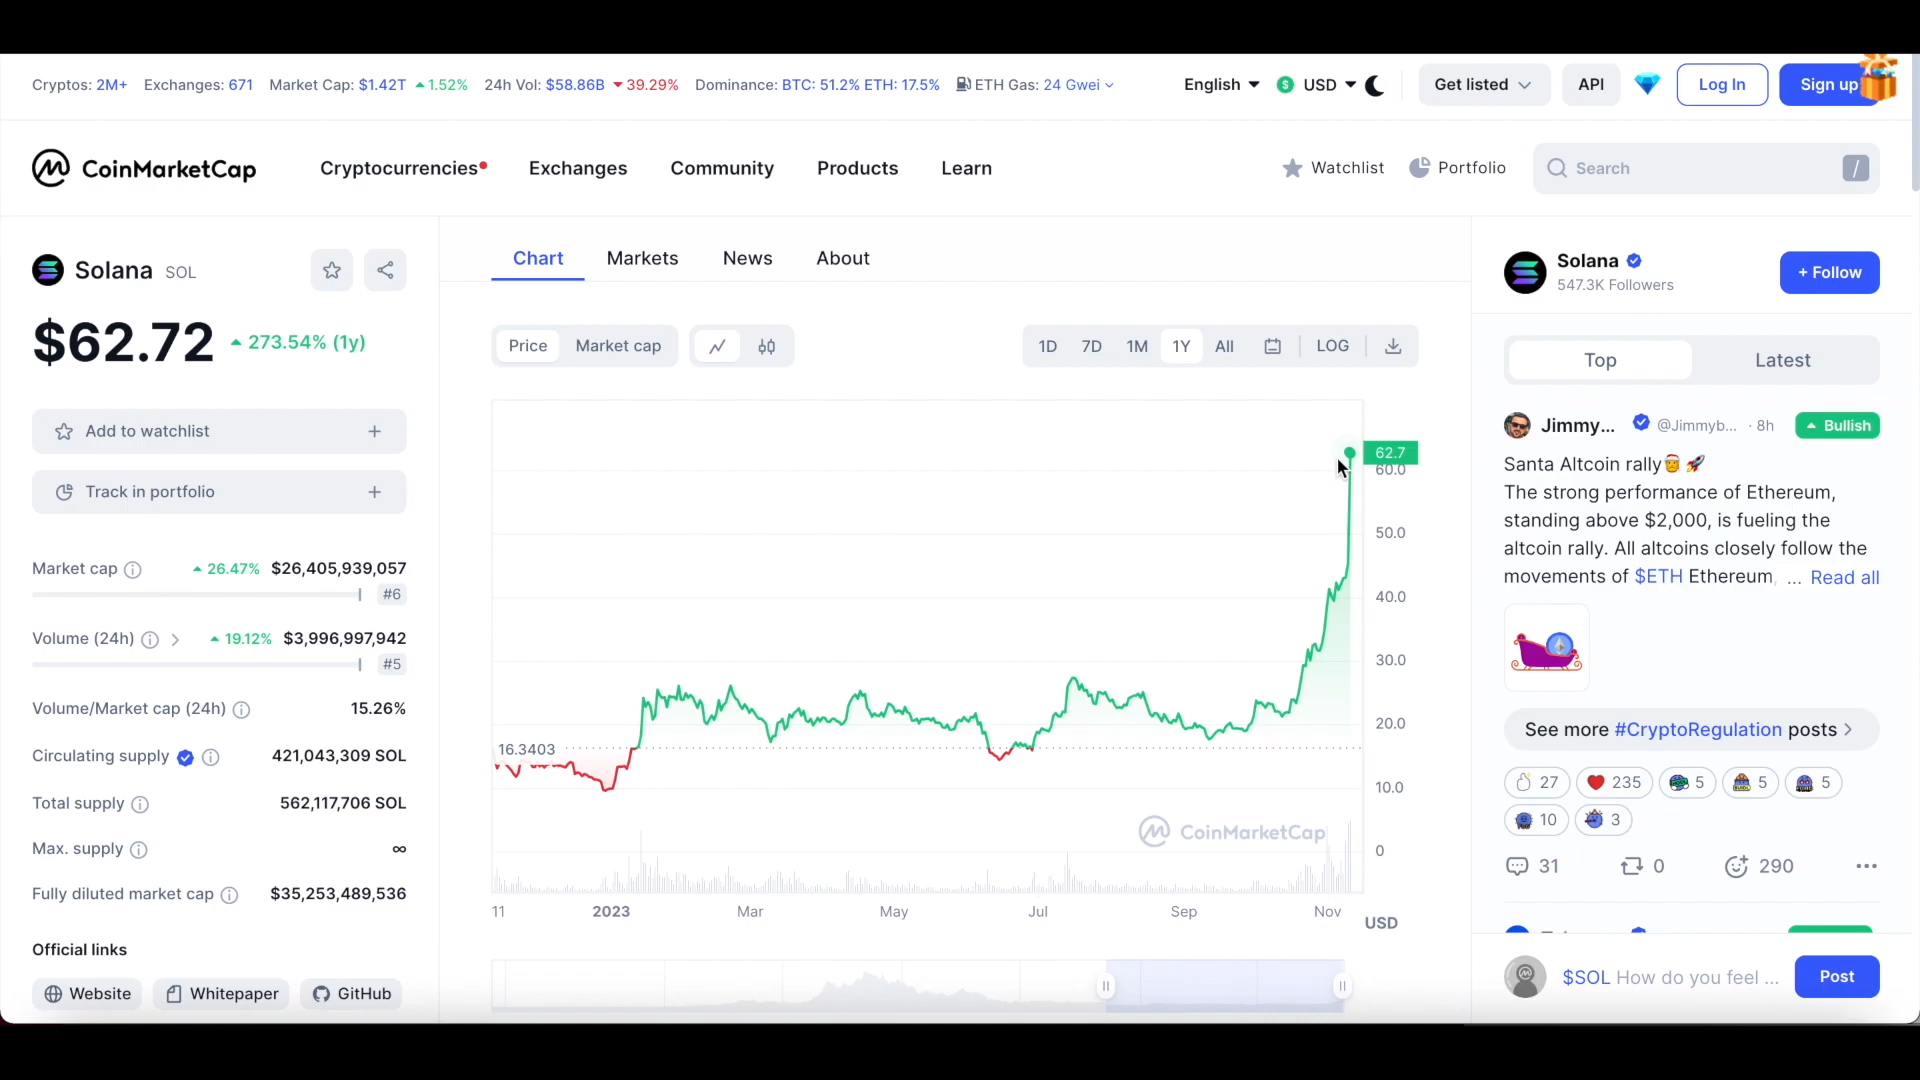 Cryptos: 2M+ Exchanges: 671 Market Cap: $1.42T 1.52% 24h Vol: $58.86B 39.29% Dominance: BTC: 51.2% ETH: 17.5% ETH Gas: 24 Gwei English $ USD Get listed API Log In Sign up
CoinMarketCap Cryptocurrencies Exchanges Community Products Learn Watchlist Portfolio Search /
Solana SOL
$62.72 273.54% (1y)
Add to watchlist +
Track in portfolio +
Market cap 26.47% $26,405,939,057
#6
Volume (24h) 19.12% $3,996,997,942
#5
Volume/Market cap (24h) 15.26%
Circulating supply 421,043,309 SOL
Total supply 562,117,706 SOL
Max. supply ∞
Fully diluted market cap $35,253,489,536
Official links
Website Whitepaper GitHub
Chart Markets News About
Price Market cap 1D 7D 1M 1Y All LOG
62.7
60.0
50.0
40.0
30.0
20.0
16.3403
10.0
CoinMarketCap
0
11 2023 Mar May Jul Sep Nov
USD
Solana
547.3K Followers
+ Follow
Top Latest
Jimmy... @Jimmyb... · 8h Bullish
Santa Altcoin rally🎅🚀
The strong performance of Ethereum,
standing above $2,000, is fueling the
altcoin rally. All altcoins closely follow the
movements of $ETH Ethereum, ... Read all
See more #CryptoRegulation posts >
27 235 5 5 5
10 3
31 0 290
$SOL How do you feel ... Post